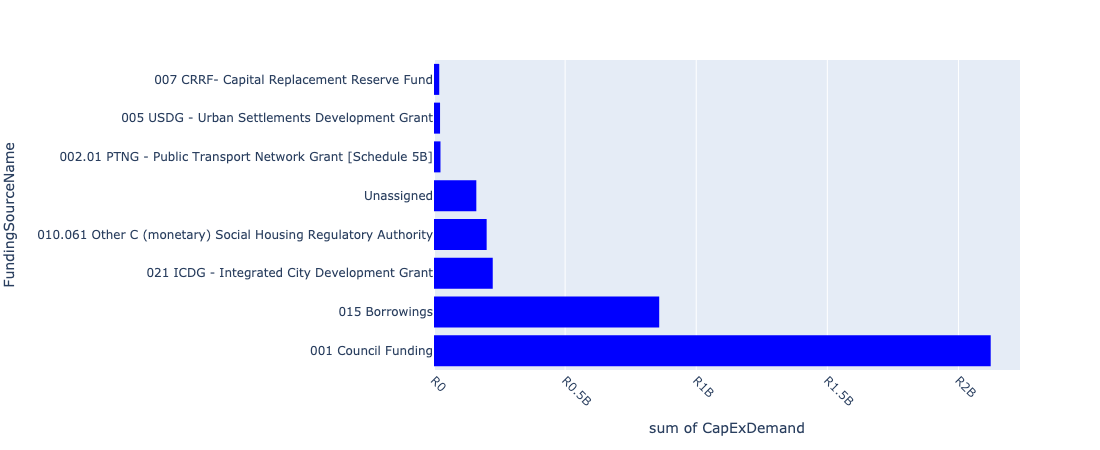 007 CRRF- Capital Replacement Reserve Fund
005 USDG - Urban Settlements Development Grant
002.01 PTNG - Public Transport Network Grant [Schedule 5B]
Unassigned
010.061 Other C (monetary) Social Housing Regulatory Authority
021 ICDG - Integrated City Development Grant
015 Borrowings
001 Council Funding
FundingSourceName
R0
R0.5B
R1B
R1.5B
R2B
sum of CapExDemand